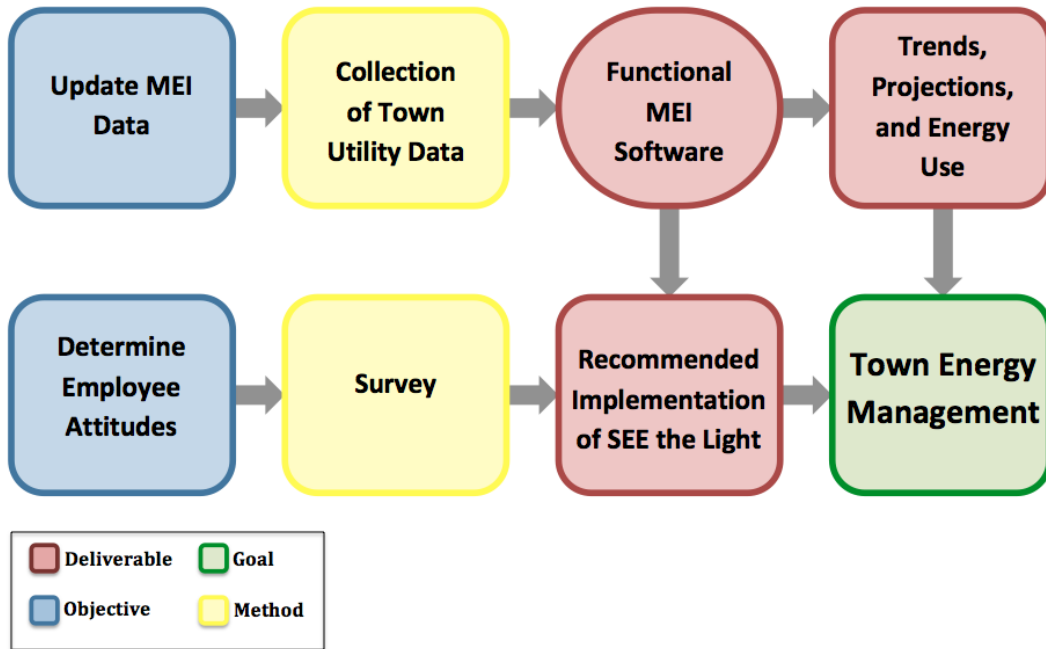 Update MEI
Data
Collection
of Town
Utility Data
Functional
MEI
Software
Trends,
Projections,
and Energy
Use
Determine
Employee
Attitudes
Survey
Recommended
Implementation
of SEE the Light
Town Energy
Management
Deliverable
Goal
Objective
Method